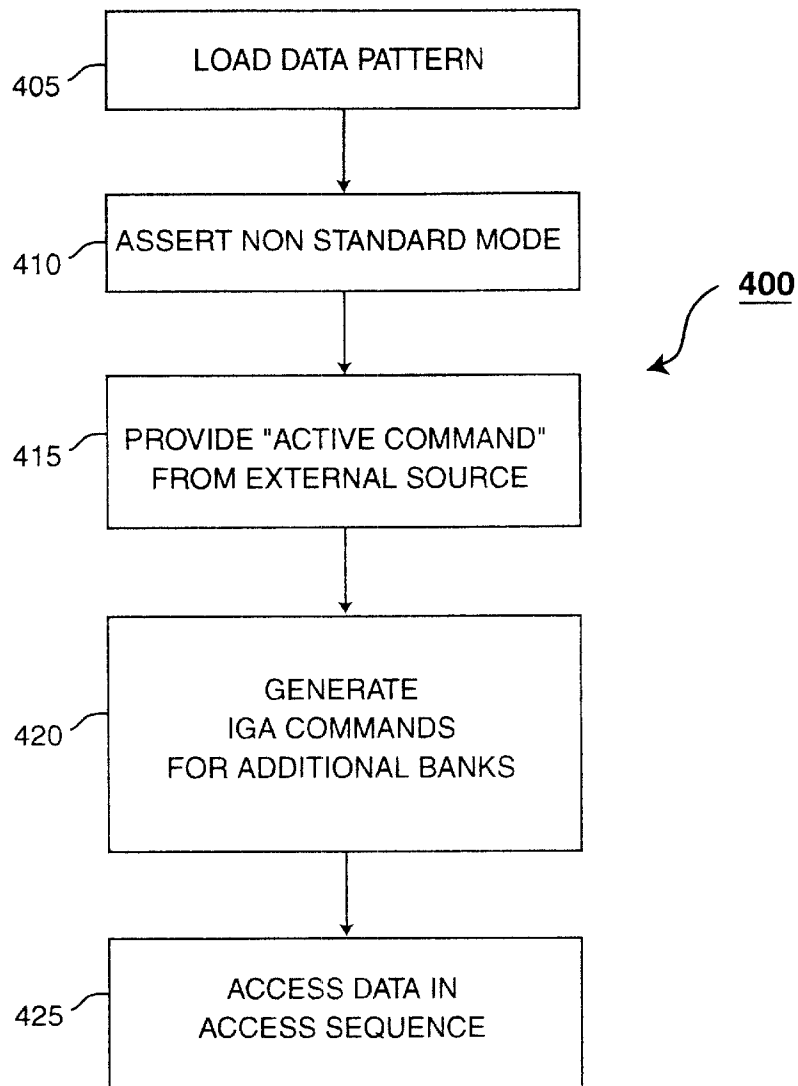 405
LOAD DATA PATTERN
410
ASSERT NON STANDARD MODE
400
415
PROVIDE "ACTIVE COMMAND"
FROM EXTERNAL SOURCE
420
GENERATE
IGA COMMANDS
FOR ADDITIONAL BANKS
425
ACCESS DATA IN
ACCESS SEQUENCE